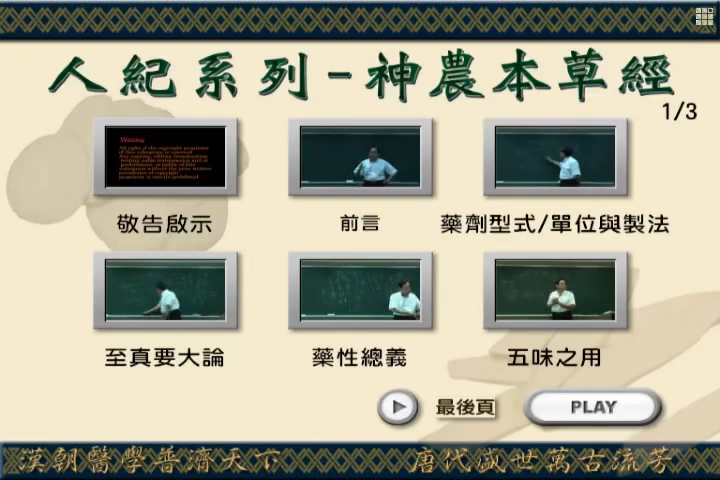 人紀系列-神農本草經
1/3
Warning
敬告啟示
前言
藥劑型式/單位與製法
至真要大論
藥性總義
五味之用
最後頁
PLAY
漢朝醫學普濟天下
唐代盛世萬古流芳